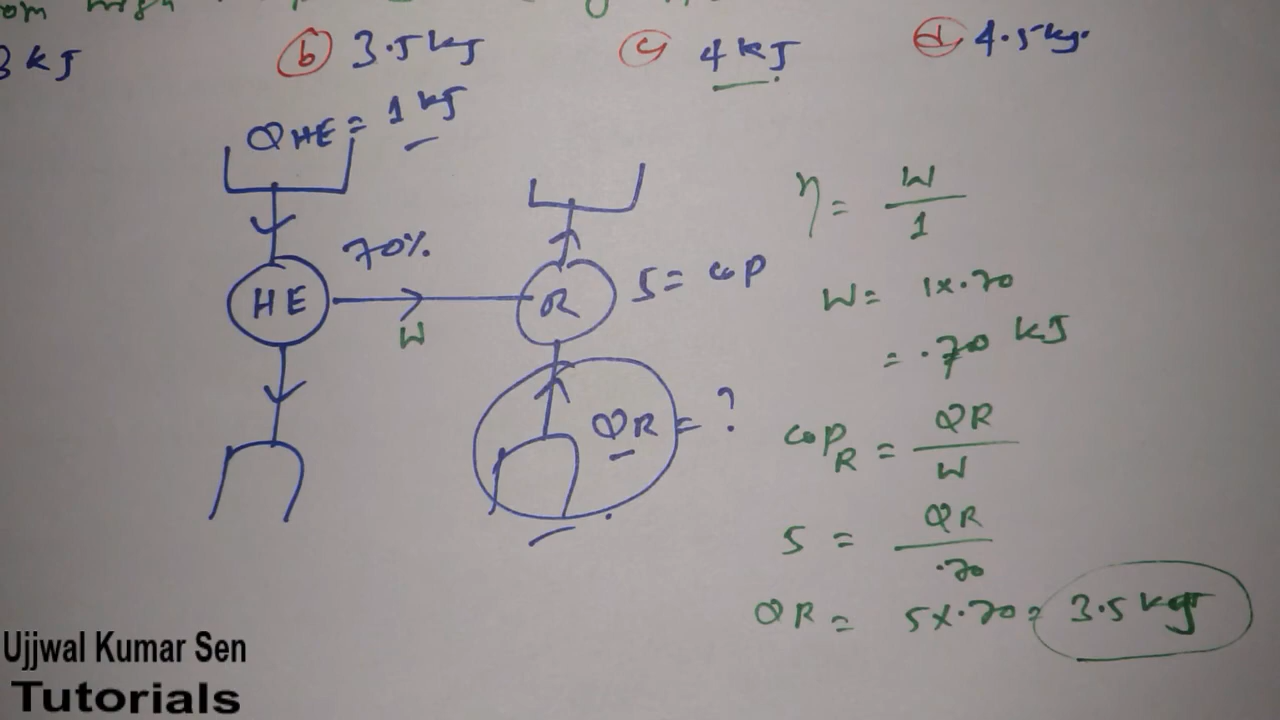 3 kJ (b) 3.5 kJ (c) 4 kJ (d) 4.5 kJ.
QHE = 1 kJ
70%
HE
W
R
5 = COP
QR = ?
η = W / 1
W = 1 × .70
= .70 kJ
COP R = QR / W
5 = QR / .70
QR = 5 × .70 = 3.5 kJ
Ujjwal Kumar Sen
Tutorials